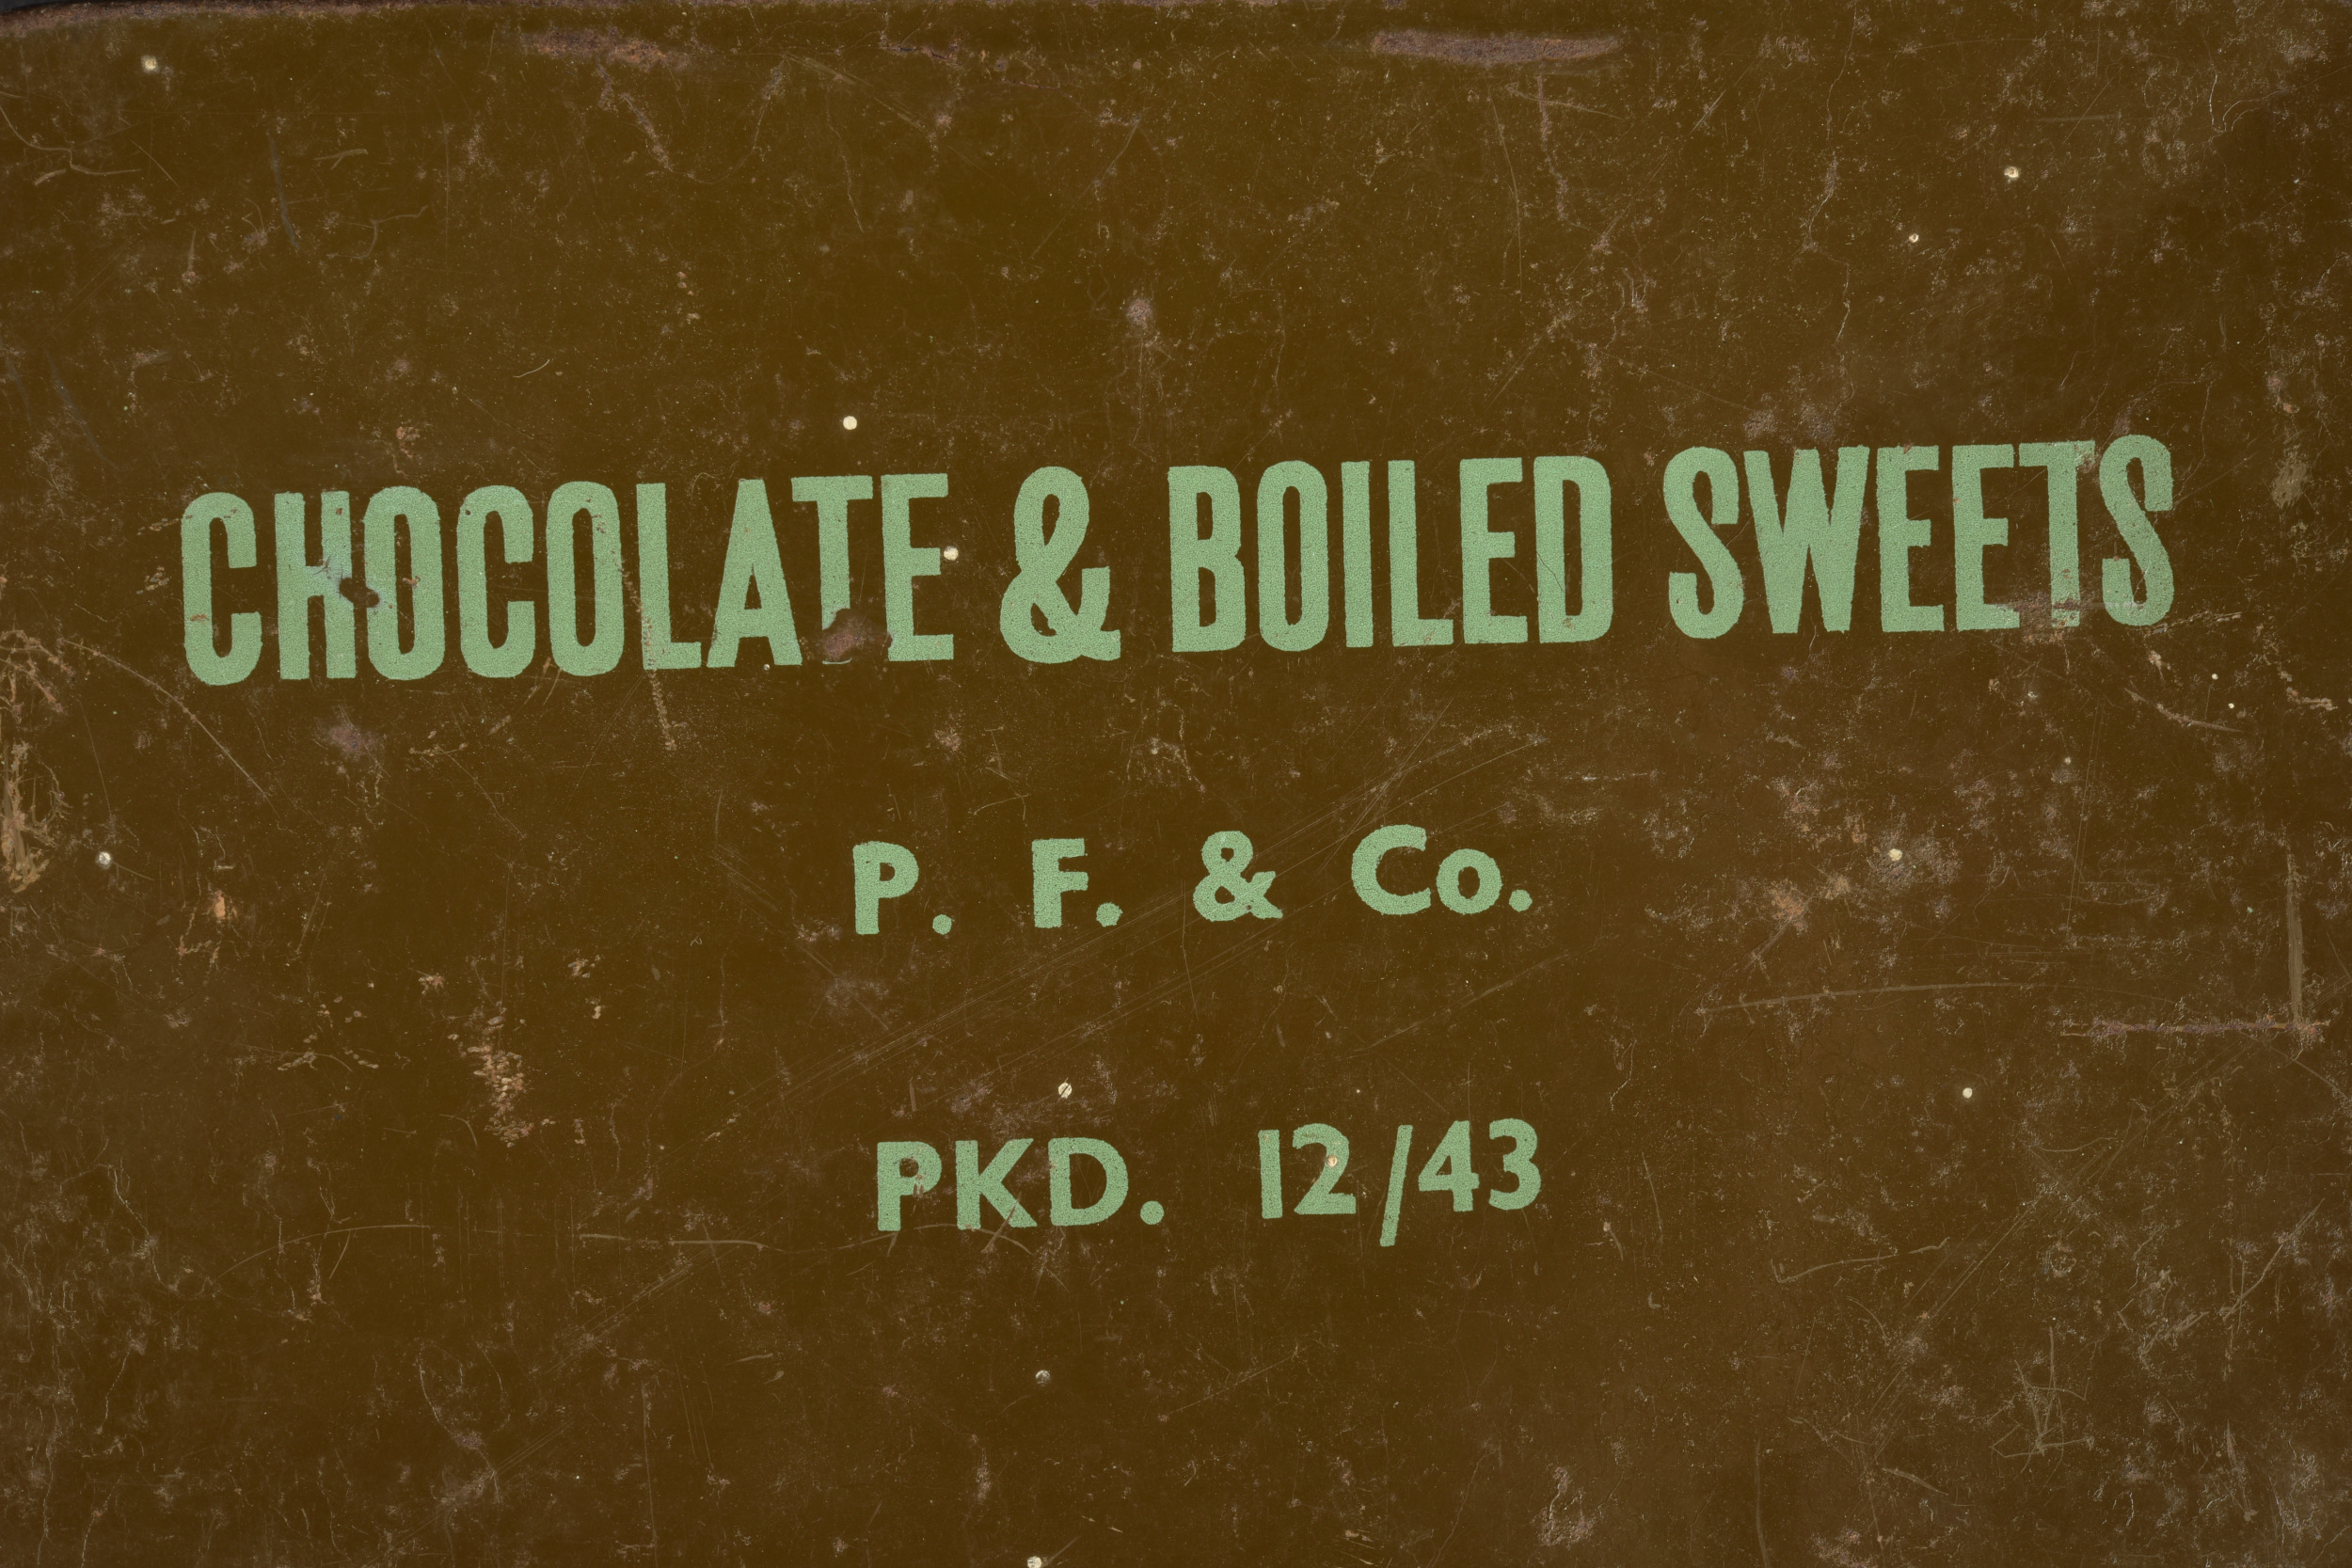 CHOCOLATE & BOILED SWEETS
P. F. & Co.
PKD. 12/43